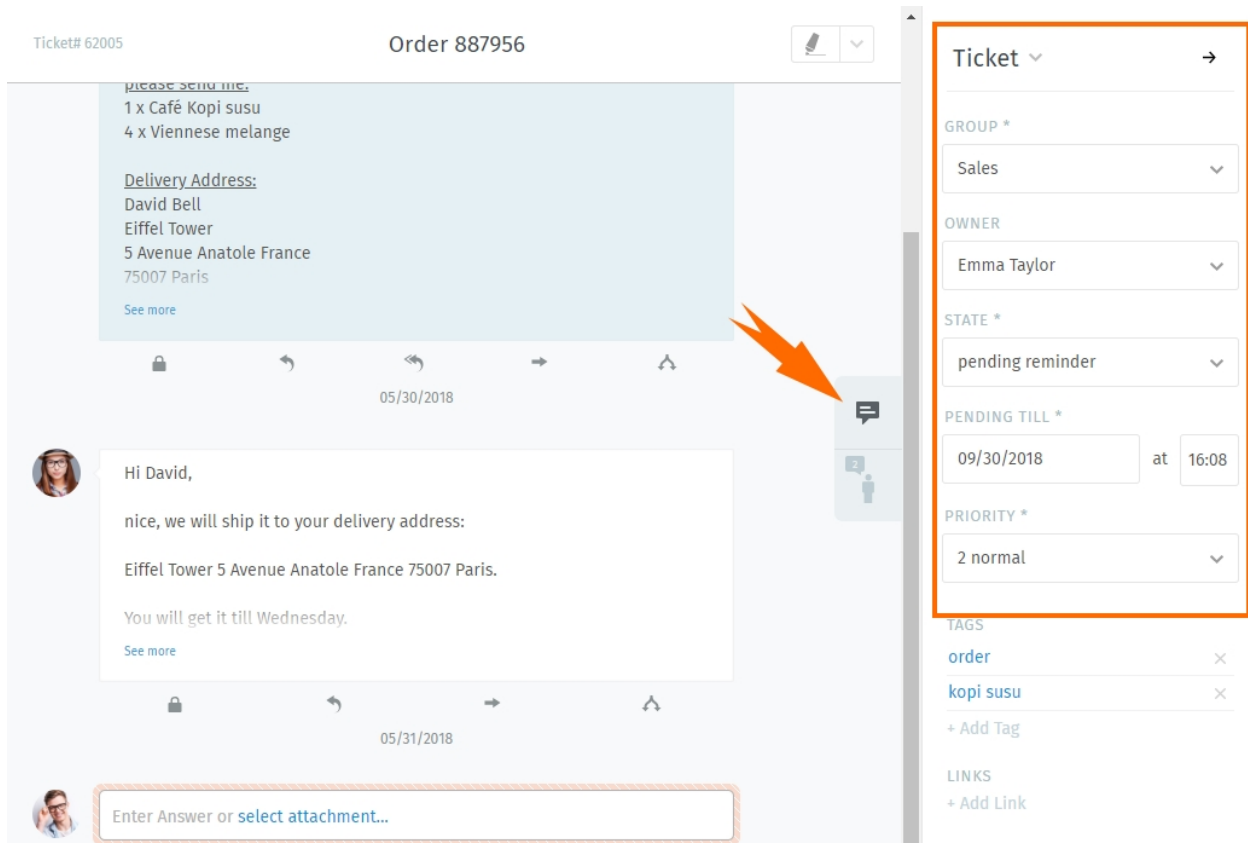 Ticket# 62005
Order 887956
please send me:
1 x Café Kopi susu
4 x Viennese melange
Delivery Address:
David Bell
Eiffel Tower
5 Avenue Anatole France
75007 Paris
See more
05/30/2018
Hi David,
nice, we will ship it to your delivery address:
Eiffel Tower 5 Avenue Anatole France 75007 Paris.
You will get it till Wednesday.
See more
05/31/2018
Enter Answer or select attachment...
2
Ticket
GROUP *
Sales
OWNER
Emma Taylor
STATE *
pending reminder
PENDING TILL *
09/30/2018 at 16:08
PRIORITY *
2 normal
TAGS
order
kopi susu
+ Add Tag
LINKS
+ Add Link